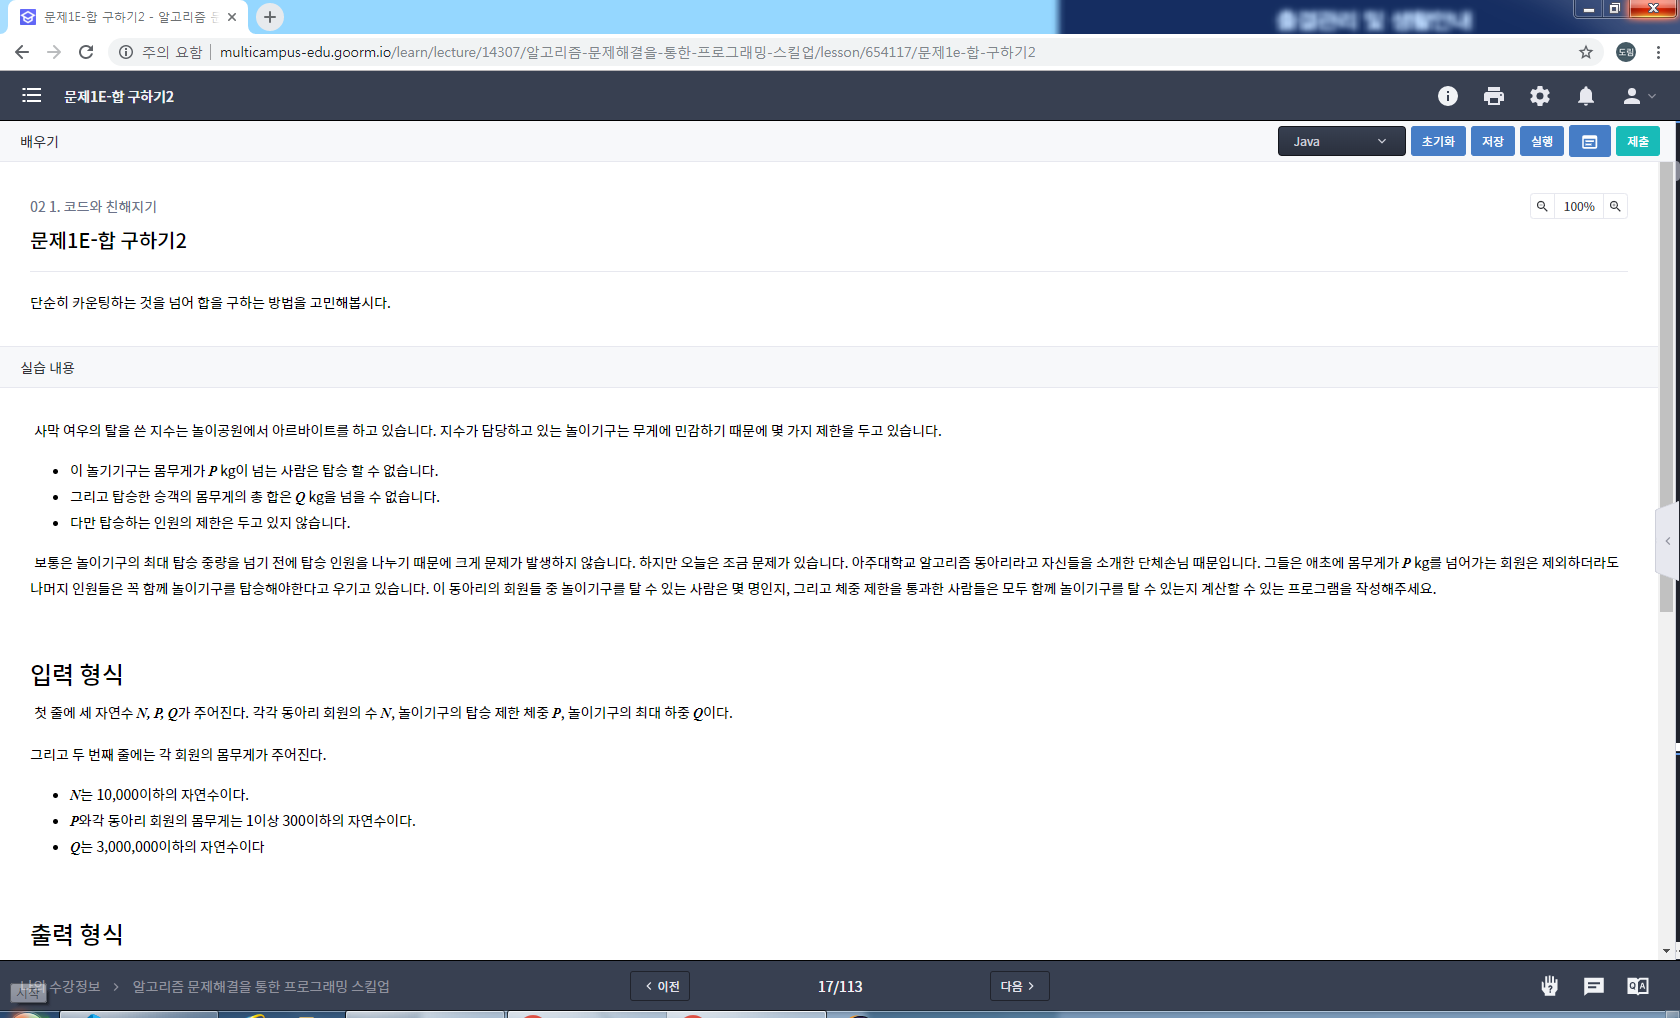 문제1E-합 구하기2 - 알고리즘
출결관리 및 생활안내
주의 요함 multicampus-edu.goorm.io/learn/lecture/14307/알고리즘-문제해결을-통한-프로그래밍-스킬업/lesson/654117/문제1e-합-구하기2
도림
문제1E-합 구하기2
배우기
Java
초기화
저장
실행
제출
02 1. 코드와 친해지기
100%
문제1E-합 구하기2
단순히 카운팅하는 것을 넘어 합을 구하는 방법을 고민해봅시다.
실습 내용
사막 여우의 탈을 쓴 지수는 놀이공원에서 아르바이트를 하고 있습니다. 지수가 담당하고 있는 놀이기구는 무게에 민감하기 때문에 몇 가지 제한을 두고 있습니다.
• 이 놀기기구는 몸무게가 P kg이 넘는 사람은 탑승 할 수 없습니다.
• 그리고 탑승한 승객의 몸무게의 총 합은 Q kg을 넘을 수 없습니다.
• 다만 탑승하는 인원의 제한은 두고 있지 않습니다.
보통은 놀이기구의 최대 탑승 중량을 넘기 전에 탑승 인원을 나누기 때문에 크게 문제가 발생하지 않습니다. 하지만 오늘은 조금 문제가 있습니다. 아주대학교 알고리즘 동아리라고 자신들을 소개한 단체손님 때문입니다. 그들은 애초에 몸무게가 P kg를 넘어가는 회원은 제외하더라도
나머지 인원들은 꼭 함께 놀이기구를 탑승해야한다고 우기고 있습니다. 이 동아리의 회원들 중 놀이기구를 탈 수 있는 사람은 몇 명인지, 그리고 체중 제한을 통과한 사람들은 모두 함께 놀이기구를 탈 수 있는지 계산할 수 있는 프로그램을 작성해주세요.
입력 형식
첫 줄에 세 자연수 N, P, Q가 주어진다. 각각 동아리 회원의 수 N, 놀이기구의 탑승 제한 체중 P, 놀이기구의 최대 하중 Q이다.
그리고 두 번째 줄에는 각 회원의 몸무게가 주어진다.
• N는 10,000이하의 자연수이다.
• P와각 동아리 회원의 몸무게는 1이상 300이하의 자연수이다.
• Q는 3,000,000이하의 자연수이다
출력 형식
나의 수강정보 > 알고리즘 문제해결을 통한 프로그래밍 스킬업
시작
< 이전
17/113
다음 >
Q A